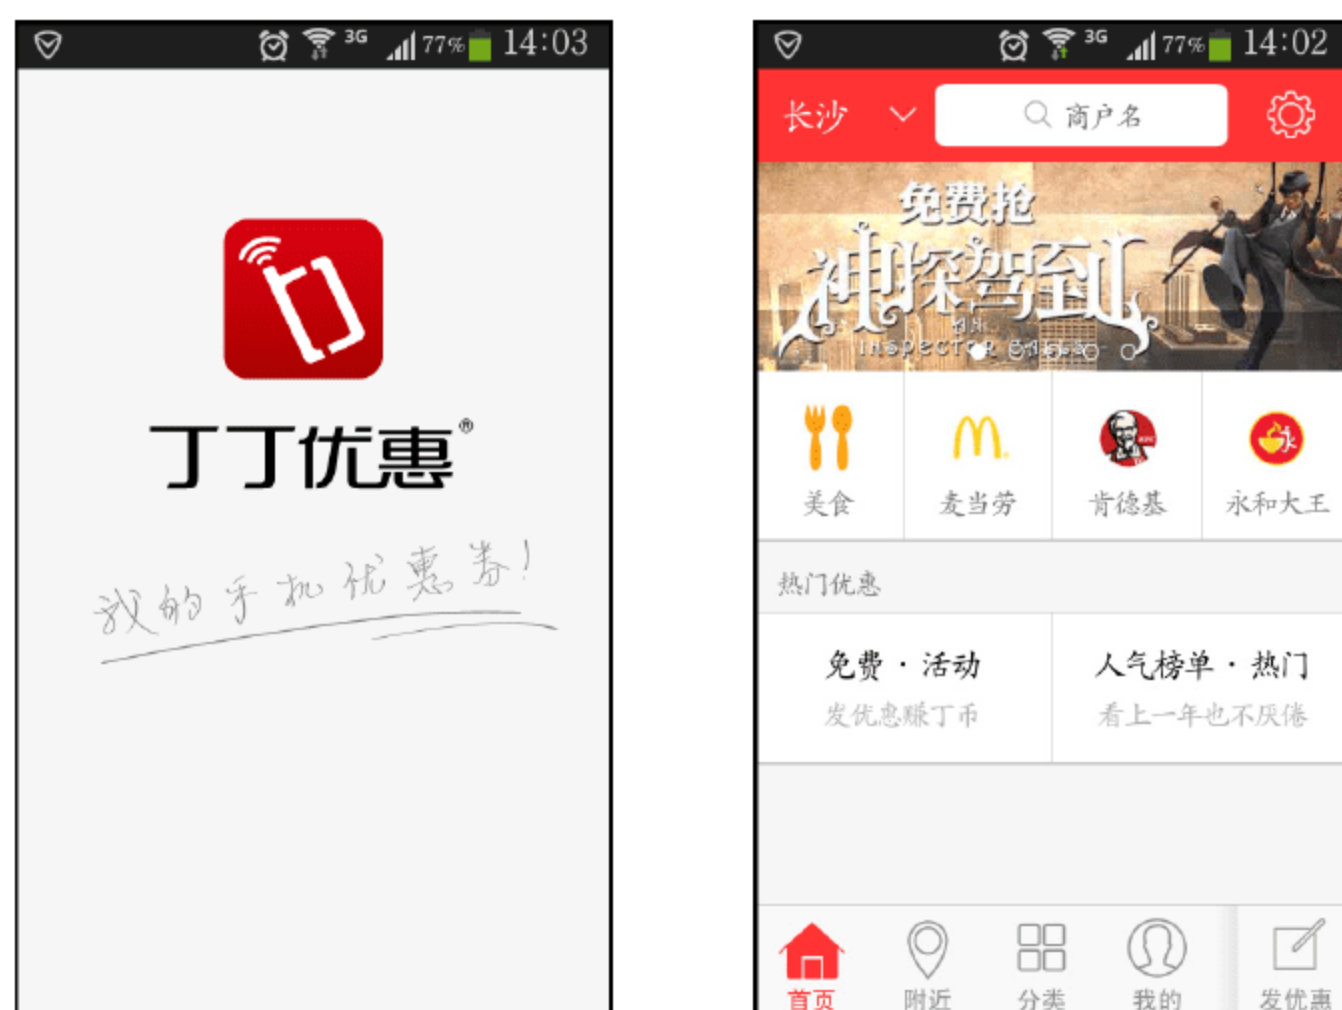 3G 77% 14:03
丁丁优惠®
我的手机优惠券!
3G 77% 14:02
长沙 商户名
免费抢
神探驾到
INSPECTOR
美食 麦当劳 肯德基 永和大王
热门优惠
免费·活动 人气榜单·热门
发优惠赚丁币 看上一年也不厌倦
首页 附近 分类 我的 发优惠